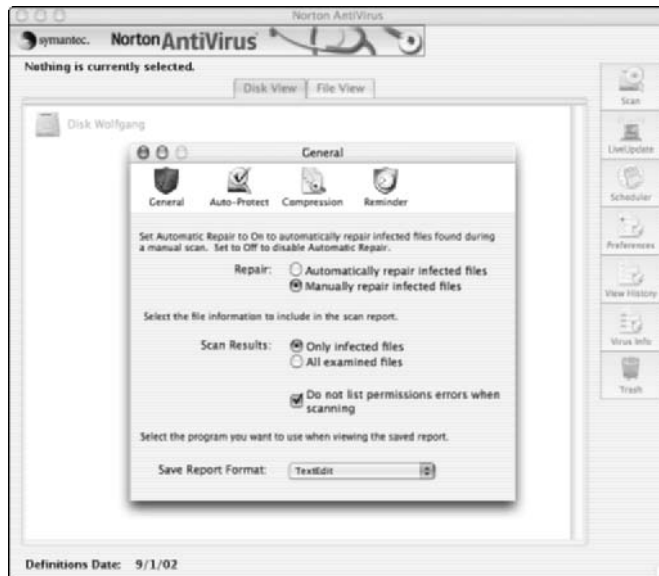 Norton AntiVirus
symantec. Norton AntiVirus
Nothing is currently selected.
Disk View File View
Disk Wolfgang
Scan
LiveUpdate
Scheduler
Preferences
View History
Virus Info
Trash
General
General Auto-Protect Compression Reminder
Set Automatic Repair to On to automatically repair infected files found during
a manual scan. Set to Off to disable Automatic Repair.
Repair: Automatically repair infected files
Manually repair infected files
Select the file information to include in the scan report.
Scan Results: Only infected files
All examined files
Do not list permissions errors when
scanning
Select the program you want to use when viewing the saved report.
Save Report Format: TextEdit
Definitions Date: 9/1/02